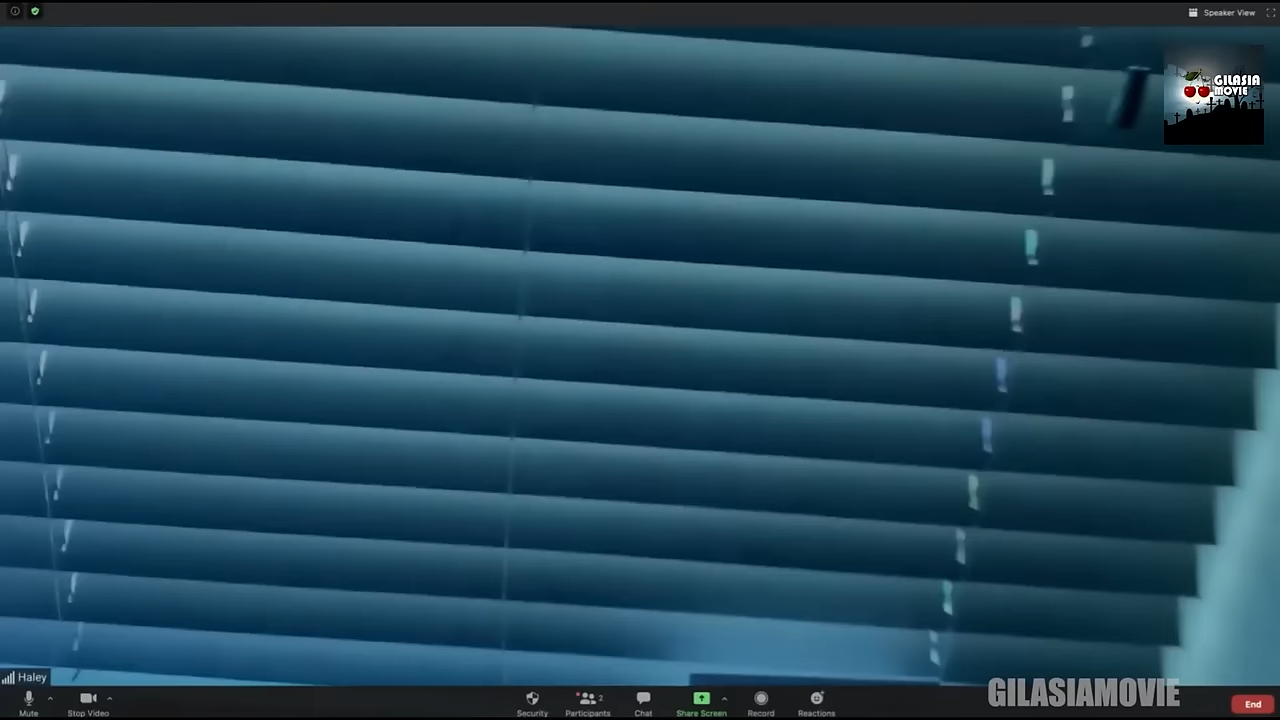 Speaker View
GILASIA
MOVIE
Haley
Mute
Stop Video
Security
Participants
2
Chat
Share Screen
Record
Reactions
GILASIAMOVIE
End